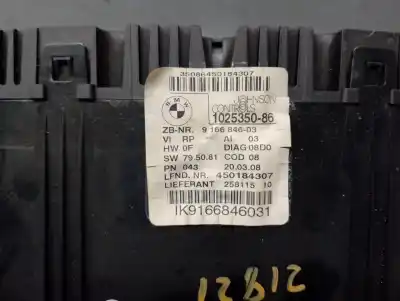 35086450184307
BMW
JOHNSON
CONTROLS
1025350-86
ZB-NR. 9 166 846-03
VI RP AI 03
HW 0F DIAG 08D0
SW 79.50.81 COD 08
PN 043 20.03.08
LFND. NR. 450184307
LIEFERANT 258115 10
IK9166846031
12812